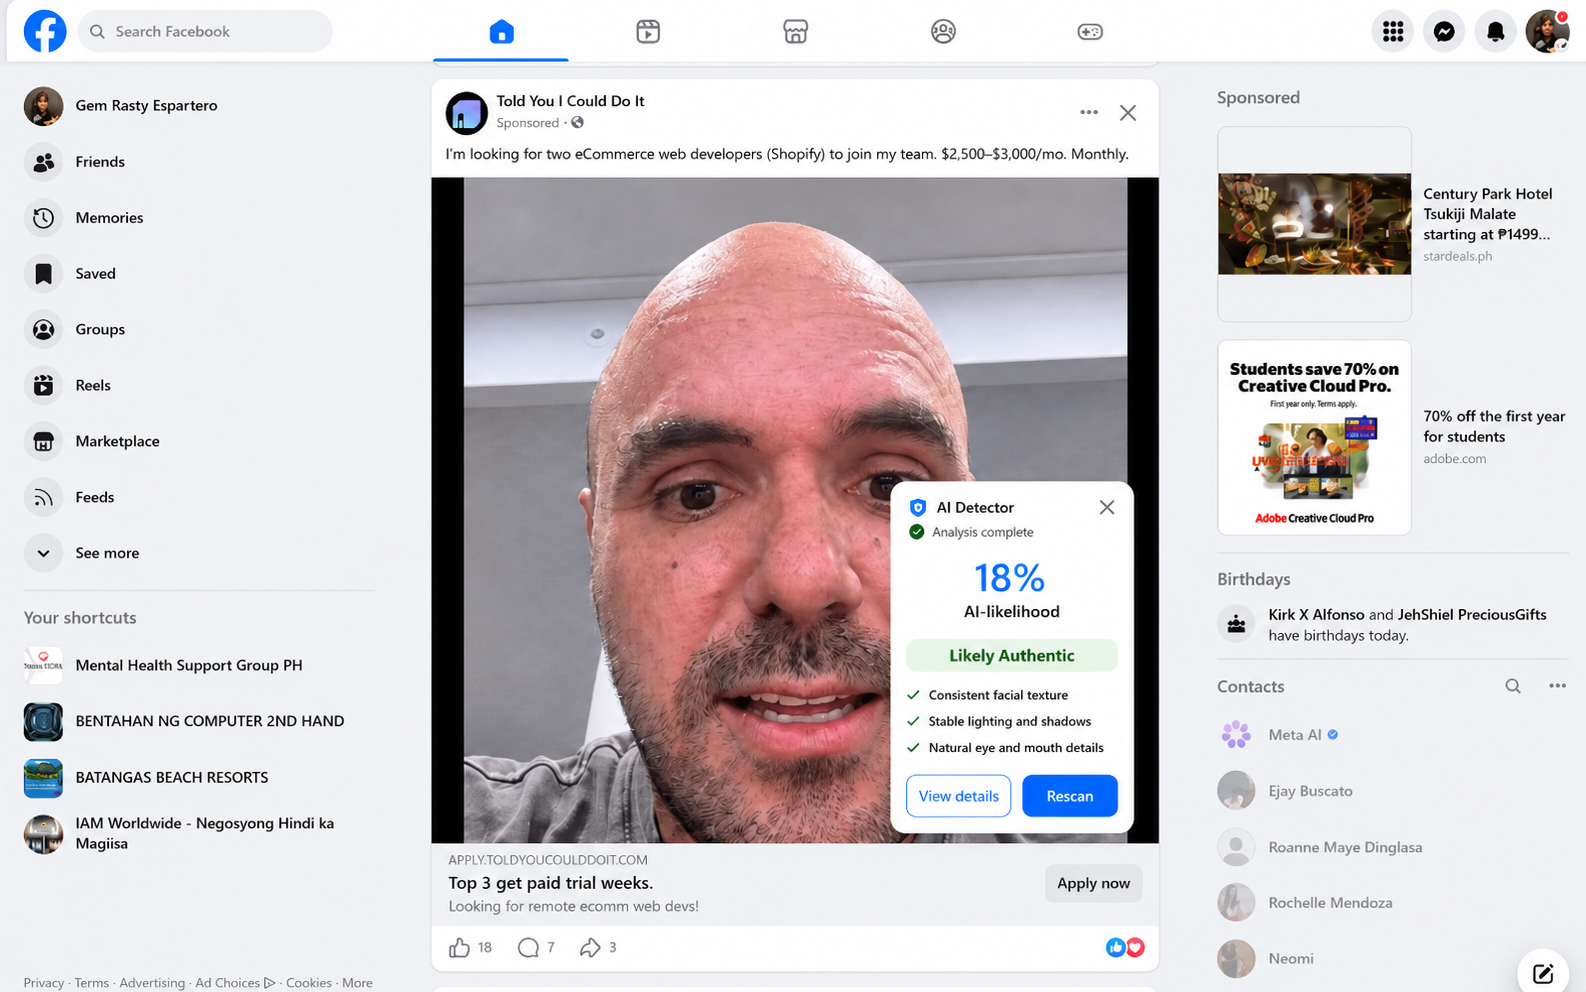 Search Facebook
Gem Rasty Espartero
Friends
Memories
Saved
Groups
Reels
Marketplace
Feeds
See more
Your shortcuts
Mental Health Support Group PH
BENTAHAN NG COMPUTER 2ND HAND
BATANGAS BEACH RESORTS
IAM Worldwide - Negosyong Hindi ka
Magiisa
Privacy · Terms · Advertising · Ad Choices · Cookies · More
Told You I Could Do It
Sponsored ·
I'm looking for two eCommerce web developers (Shopify) to join my team. $2,500–$3,000/mo. Monthly.
AI Detector
Analysis complete
18%
AI-likelihood
Likely Authentic
Consistent facial texture
Stable lighting and shadows
Natural eye and mouth details
View details
Rescan
APPLY.TOLDYOUCOULDDOIT.COM
Top 3 get paid trial weeks.
Looking for remote ecomm web devs!
Apply now
18
7
3
Sponsored
Century Park Hotel
Tsukiji Malate
starting at ₱1499...
stardeals.ph
Students save 70% on
Creative Cloud Pro.
First year only. Terms apply.
Adobe Creative Cloud Pro
70% off the first year
for students
adobe.com
Birthdays
Kirk X Alfonso and JehShiel PreciousGifts
have birthdays today.
Contacts
Meta AI
Ejay Buscato
Roanne Maye Dinglasa
Rochelle Mendoza
Neomi